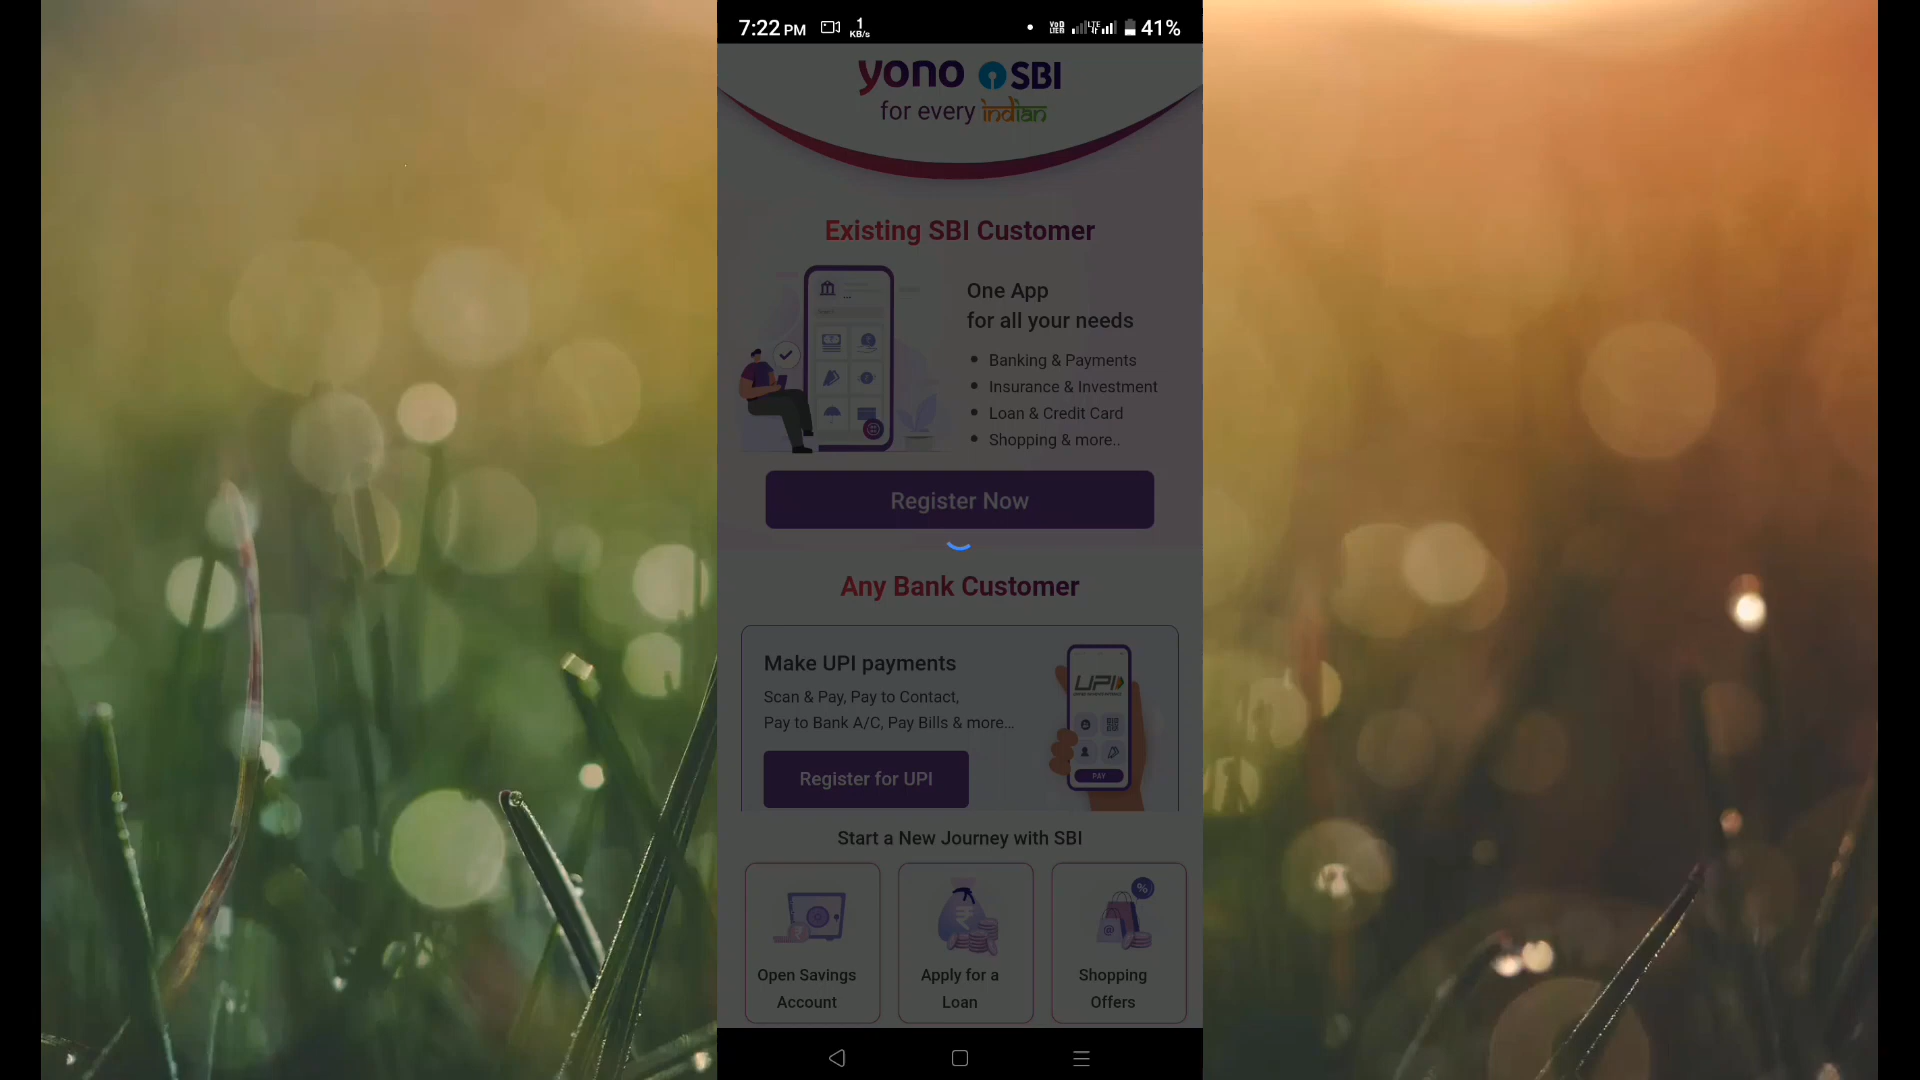 7:22 PM 1 KB/s 41%
yono SBI
for every indian
Existing SBI Customer
One App
for all your needs
Banking & Payments
Insurance & Investment
Loan & Credit Card
Shopping & more..
Register Now
Any Bank Customer
Make UPI payments
Scan & Pay, Pay to Contact,
Pay to Bank A/C, Pay Bills & more...
Register for UPI
UPI
PAY
Start a New Journey with SBI
Open Savings
Account
Apply for a
Loan
Shopping
Offers